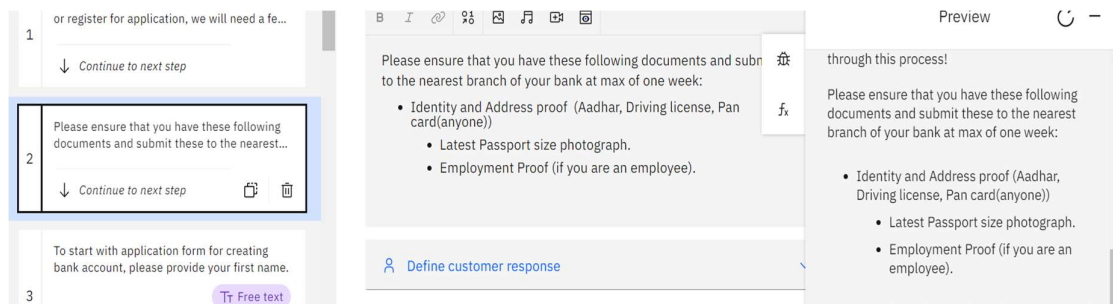 or register for application, we will need a fe...
1
Continue to next step
Please ensure that you have these following
documents and submit these to the nearest...
2
Continue to next step
To start with application form for creating
bank account, please provide your first name.
3
Free text
B I
Please ensure that you have these following documents and subm
to the nearest branch of your bank at max of one week:
• Identity and Address proof (Aadhar, Driving license, Pan
card(anyone))
• Latest Passport size photograph.
• Employment Proof (if you are an employee).
Define customer response
fx
Preview
through this process!
Please ensure that you have these following
documents and submit these to the nearest
branch of your bank at max of one week:
• Identity and Address proof (Aadhar,
Driving license, Pan card(anyone))
• Latest Passport size photograph.
• Employment Proof (if you are an
employee).